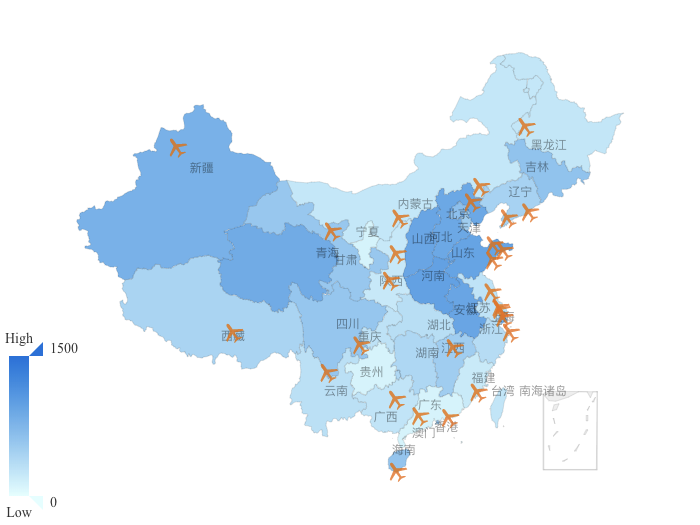 黑龙江
吉林
新疆
辽宁
内蒙古
北京
天津
宁夏
山西
河北
青海
甘肃
山东
陕西
河南
安徽
江苏
四川
湖北
浙江
西藏
重庆
湖南
江西
贵州
福建
云南
台湾
南海诸岛
广东
广西
香港
澳门
海南
High
1500
0
Low